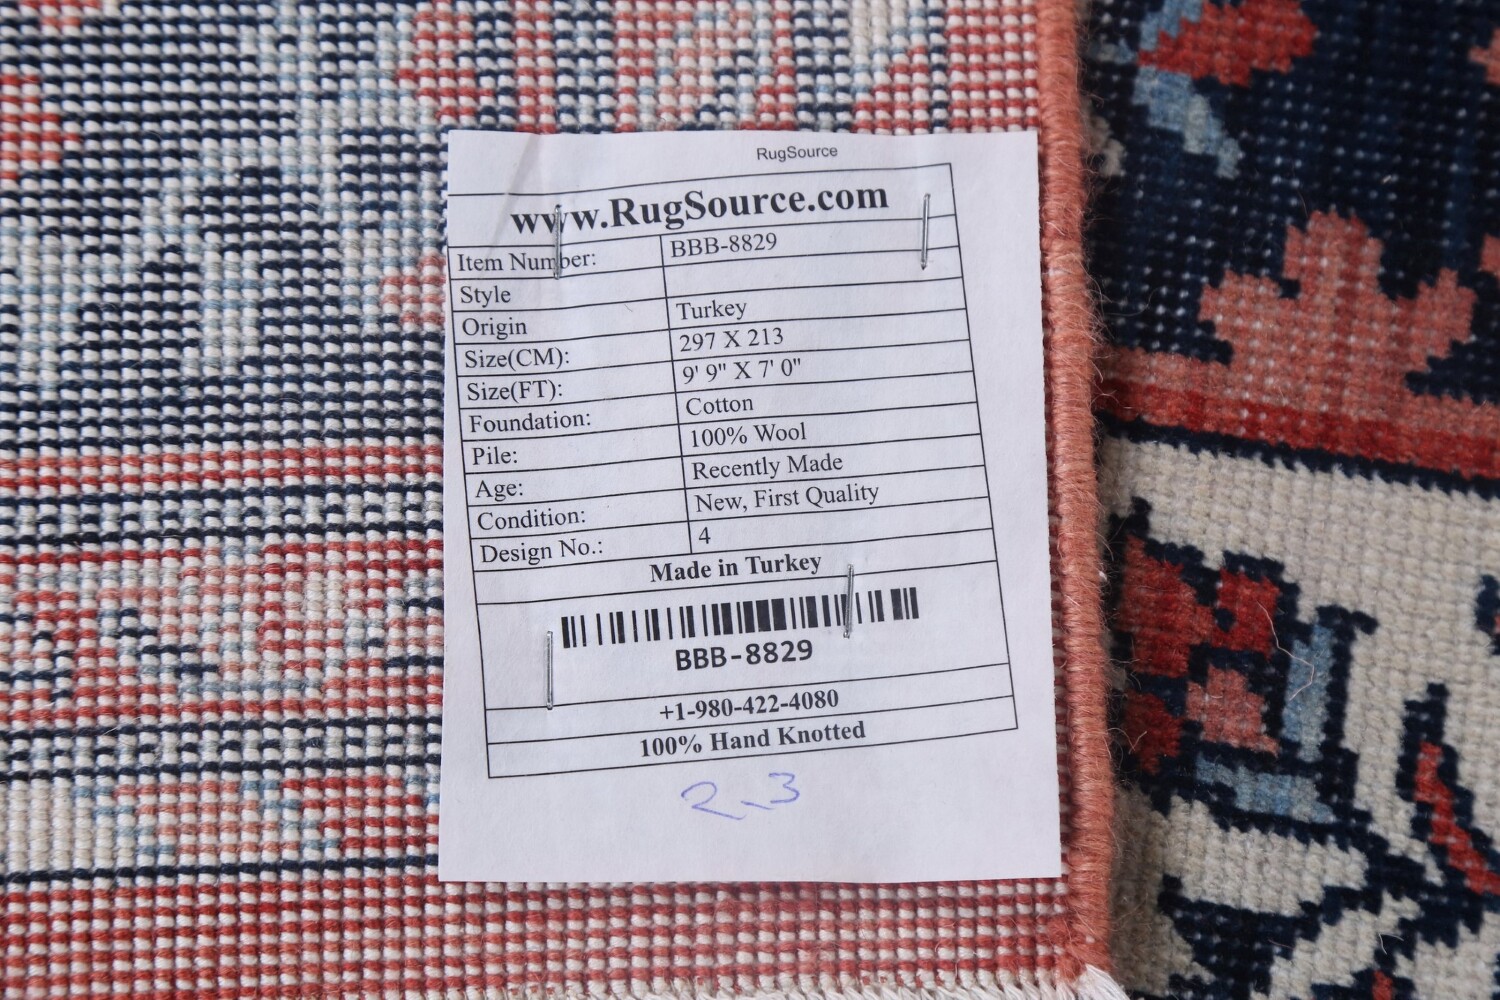 RugSource
www.RugSource.com
Item Number: BBB-8829
Style
Origin Turkey
Size(CM): 297 X 213
Size(FT): 9' 9" X 7' 0"
Foundation: Cotton
Pile: 100% Wool
Age: Recently Made
Condition: New, First Quality
Design No.: 4
Made in Turkey
BBB-8829
+1-980-422-4080
100% Hand Knotted
2_3